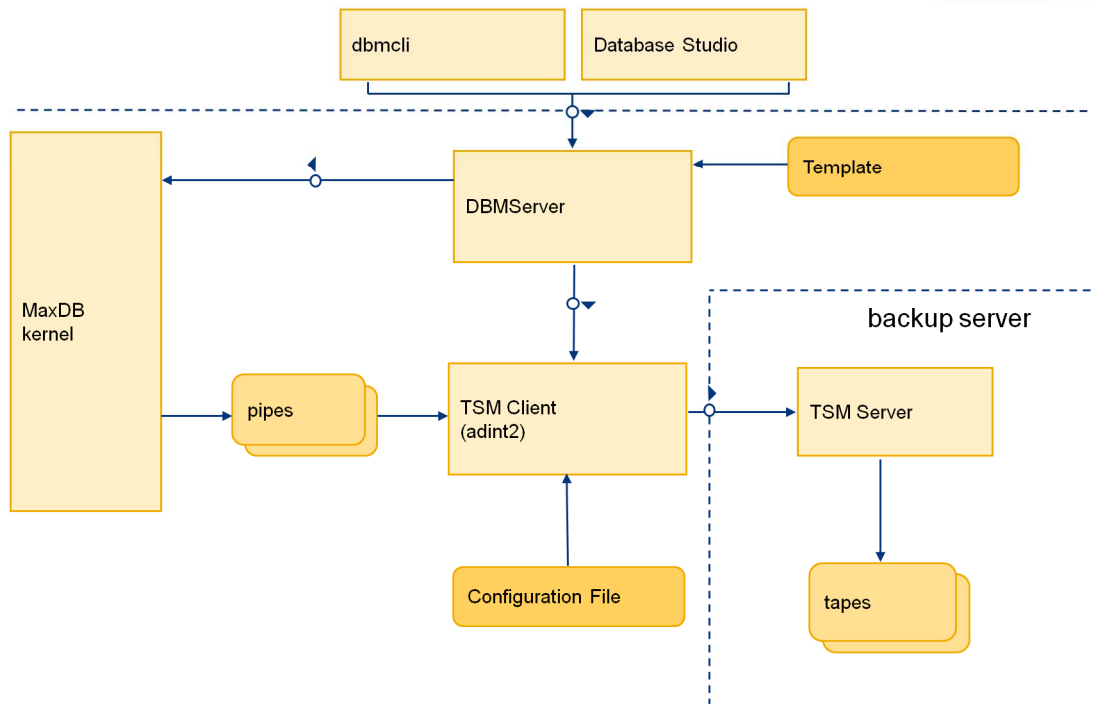 dbmcli
Database Studio
Template
DBMServer
MaxDB
kernel
backup server
pipes
TSM Client
(adint2)
TSM Server
Configuration File
tapes